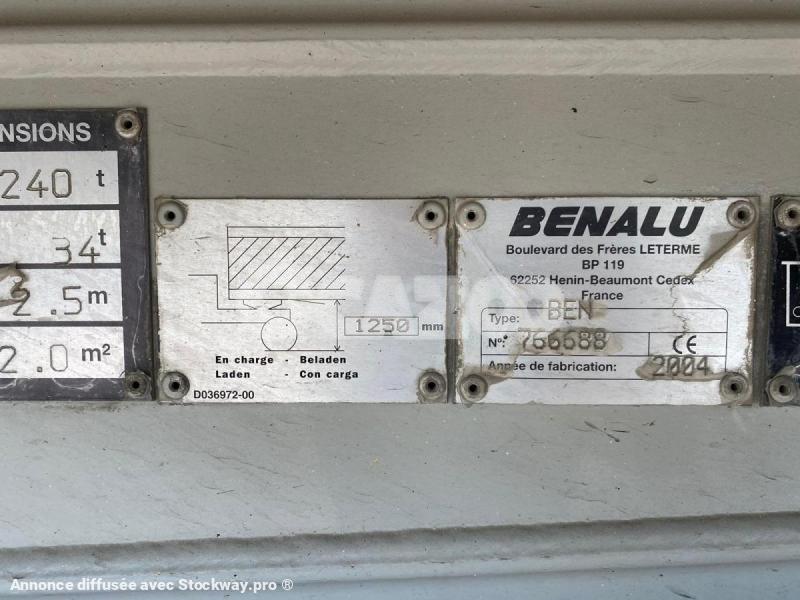 NSIONS
240 t
34 t
2.5 m
2.0 m²
1250 mm
En charge - Beladen
Laden - Con carga
D036972-00
BENALU
Boulevard des Frères LETERME
BP 119
62252 Henin-Beaumont Cedex
France
Type: BEN
N°: 766688
CE
Année de fabrication: 2004
Annonce diffusée avec Stockway.pro ®